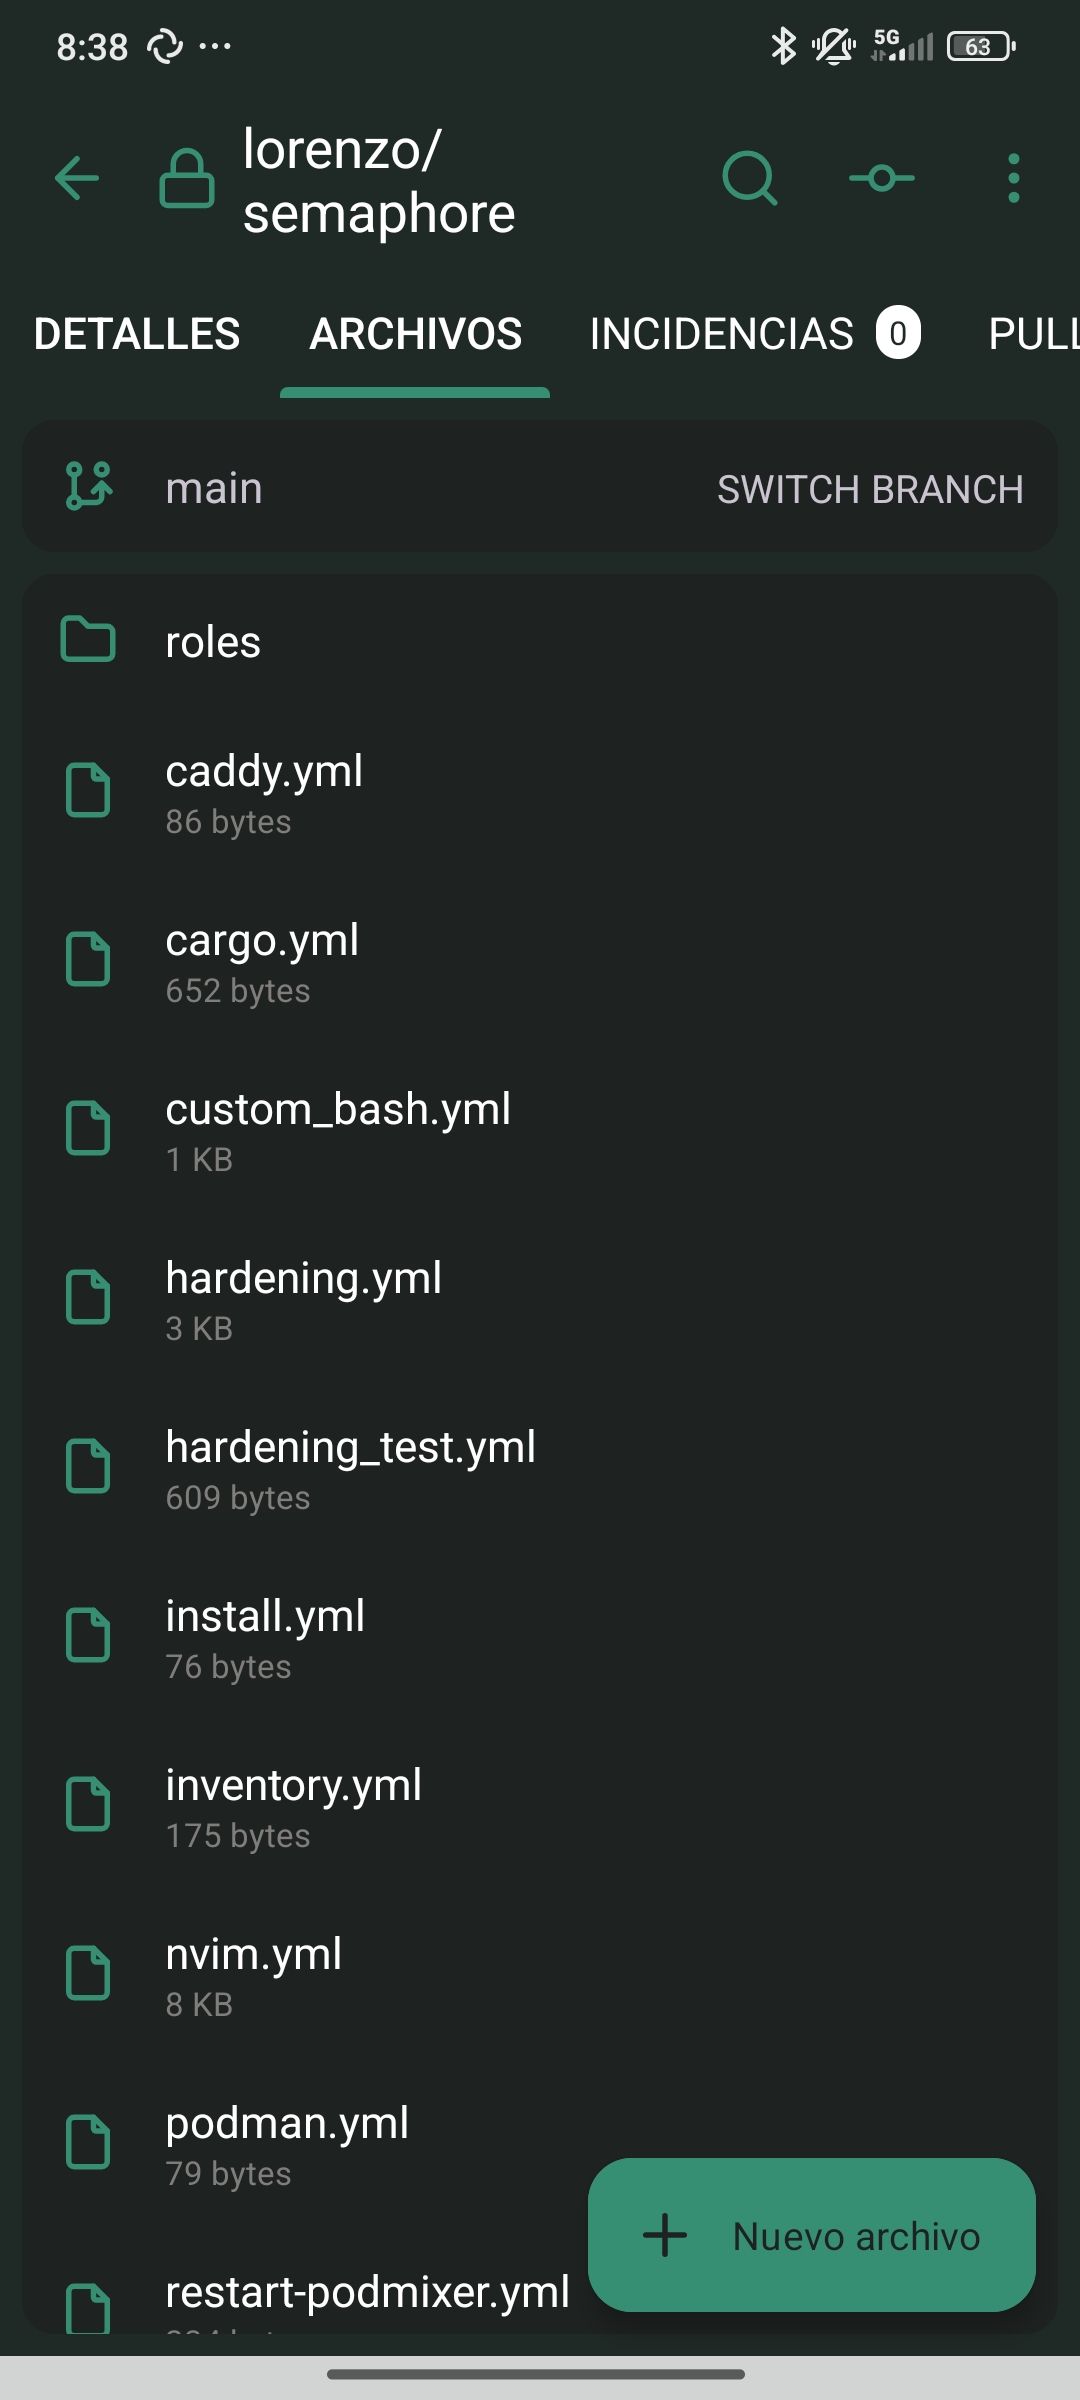 8:38
5G
63
lorenzo/
semaphore
DETALLES ARCHIVOS INCIDENCIAS 0 PULL
main SWITCH BRANCH
roles
caddy.yml
86 bytes
cargo.yml
652 bytes
custom_bash.yml
1 KB
hardening.yml
3 KB
hardening_test.yml
609 bytes
install.yml
76 bytes
inventory.yml
175 bytes
nvim.yml
8 KB
podman.yml
79 bytes
Nuevo archivo
restart-podmixer.yml